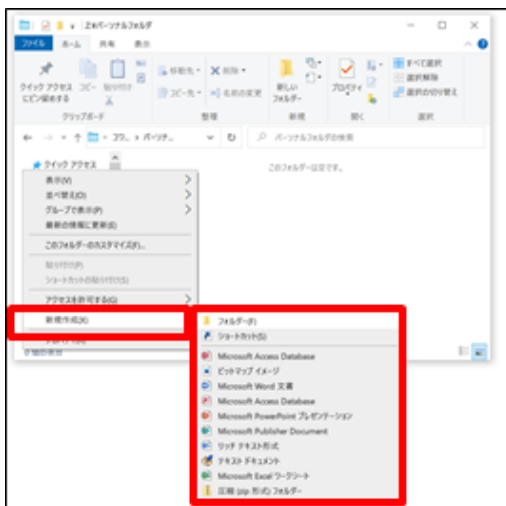 ファイル ホーム 共有 表示
クイック アクセス
にピン留めする
コピー 貼り付け
移動先 削除
コピー先 名前の変更
新しい
フォルダー
プロパティ
すべて選択
選択解除
選択の切り替え
クリップボード 整理 新規 開く 選択
クイック アクセス
このフォルダーは空です。
表示(V)
並べ替え(O)
グループで表示(P)
最新の情報に更新(E)
このフォルダーのカスタマイズ(F)...
貼り付け(P)
ショートカットの貼り付け(S)
アクセスを許可する(G)
新規作成(X)
フォルダー(F)
ショートカット(S)
Microsoft Access Database
ビットマップ イメージ
Microsoft Word 文書
Microsoft Access Database
Microsoft PowerPoint プレゼンテーション
Microsoft Publisher Document
リッチ テキスト形式
テキスト ドキュメント
Microsoft Excel ワークシート
圧縮 (zip 形式) フォルダー